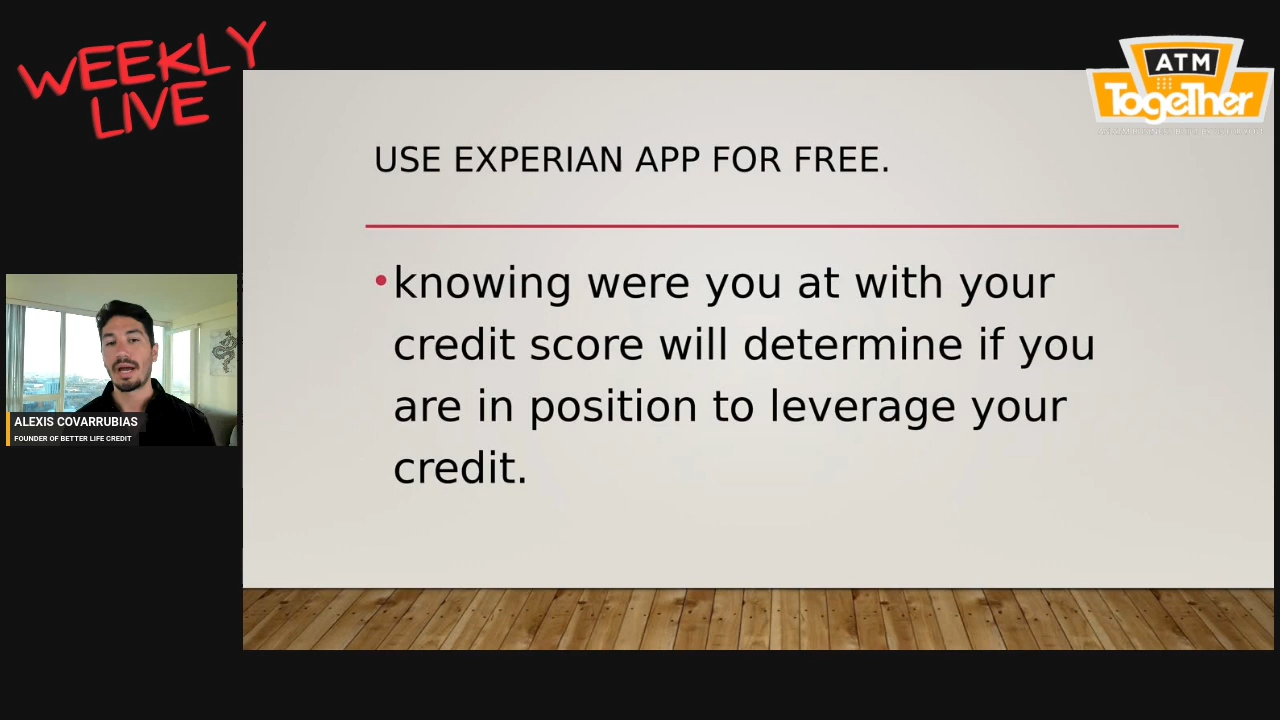 WEEKLY
LIVE
ATM
TogeTher
USE EXPERIAN APP FOR FREE.
•knowing were you at with your
credit score will determine if you
are in position to leverage your
credit.
ALEXIS COVARRUBIAS
FOUNDER OF BETTER LIFE CREDIT